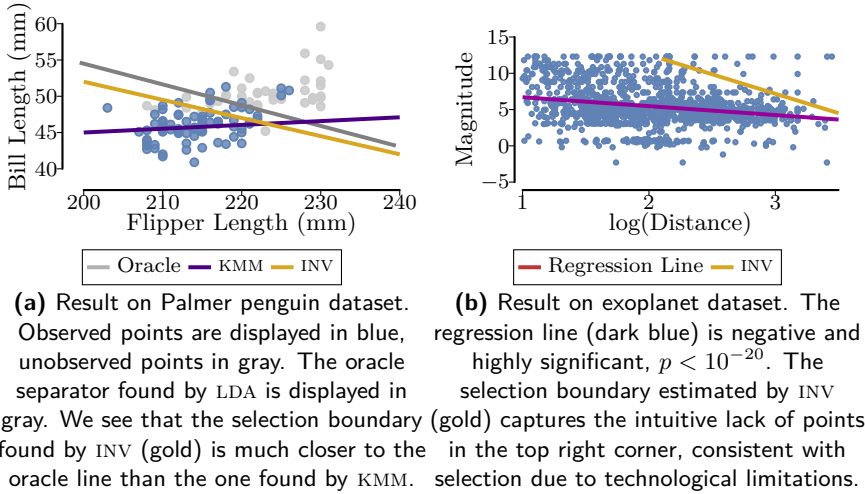 60
55
50
45
40
Bill Length (mm)
200
210
220
230
240
Flipper Length (mm)
Oracle KMM INV
(a) Result on Palmer penguin dataset.
Observed points are displayed in blue,
unobserved points in gray. The oracle
separator found by LDA is displayed in
gray. We see that the selection boundary
found by INV (gold) is much closer to the
oracle line than the one found by KMM.
15
10
5
0
−5
Magnitude
1
2
3
log(Distance)
Regression Line INV
(b) Result on exoplanet dataset. The
regression line (dark blue) is negative and
highly significant, p < 10⁻²⁰. The
selection boundary estimated by INV
(gold) captures the intuitive lack of points
in the top right corner, consistent with
selection due to technological limitations.